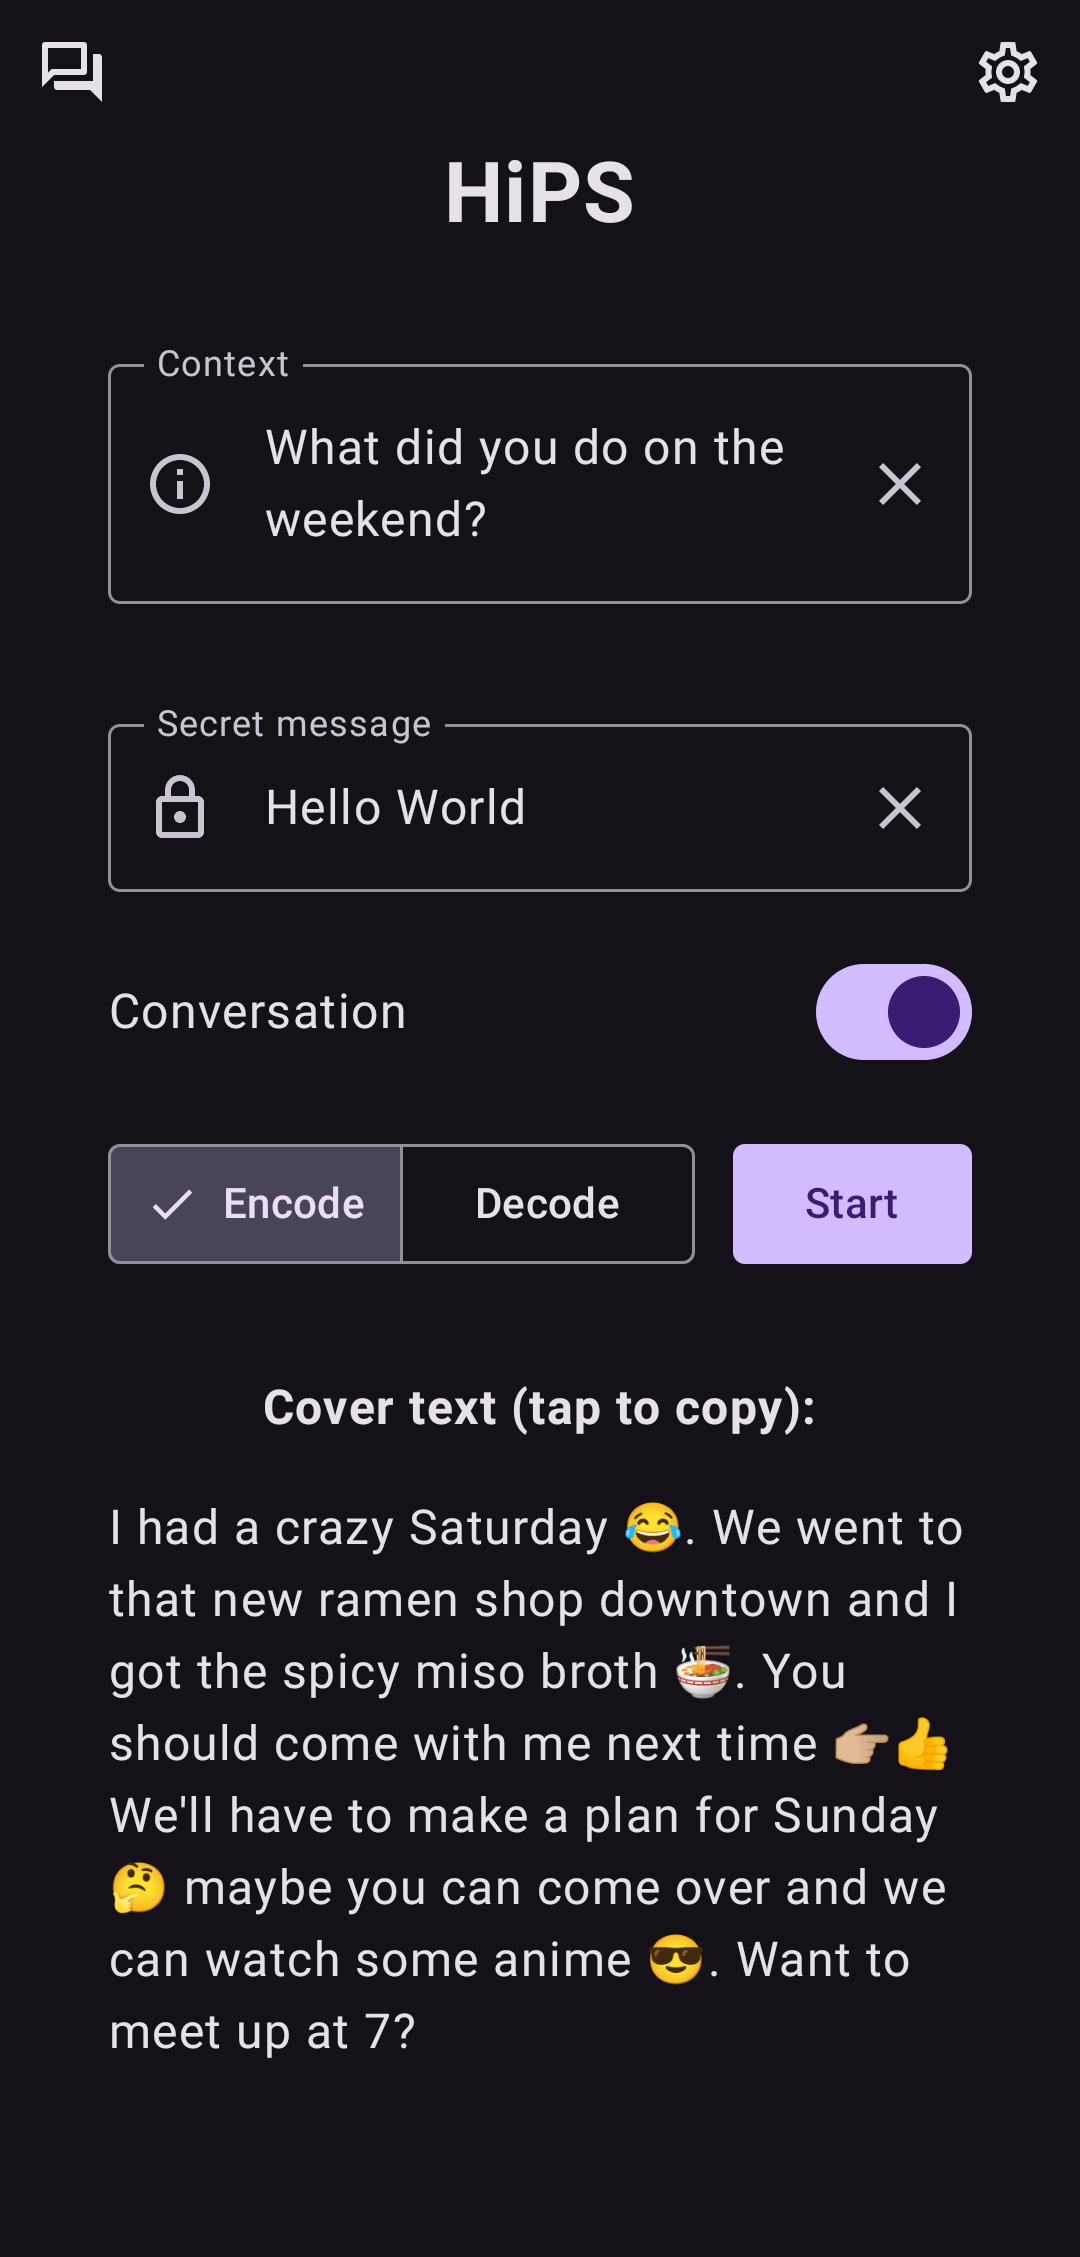 HiPS
Context
What did you do on the
weekend?
Secret message
Hello World
Conversation
Encode
Decode
Start
Cover text (tap to copy):
I had a crazy Saturday 😂. We went to
that new ramen shop downtown and I
got the spicy miso broth 🍜. You
should come with me next time 👉🏼👍
We'll have to make a plan for Sunday
🤔 maybe you can come over and we
can watch some anime 😎. Want to
meet up at 7?